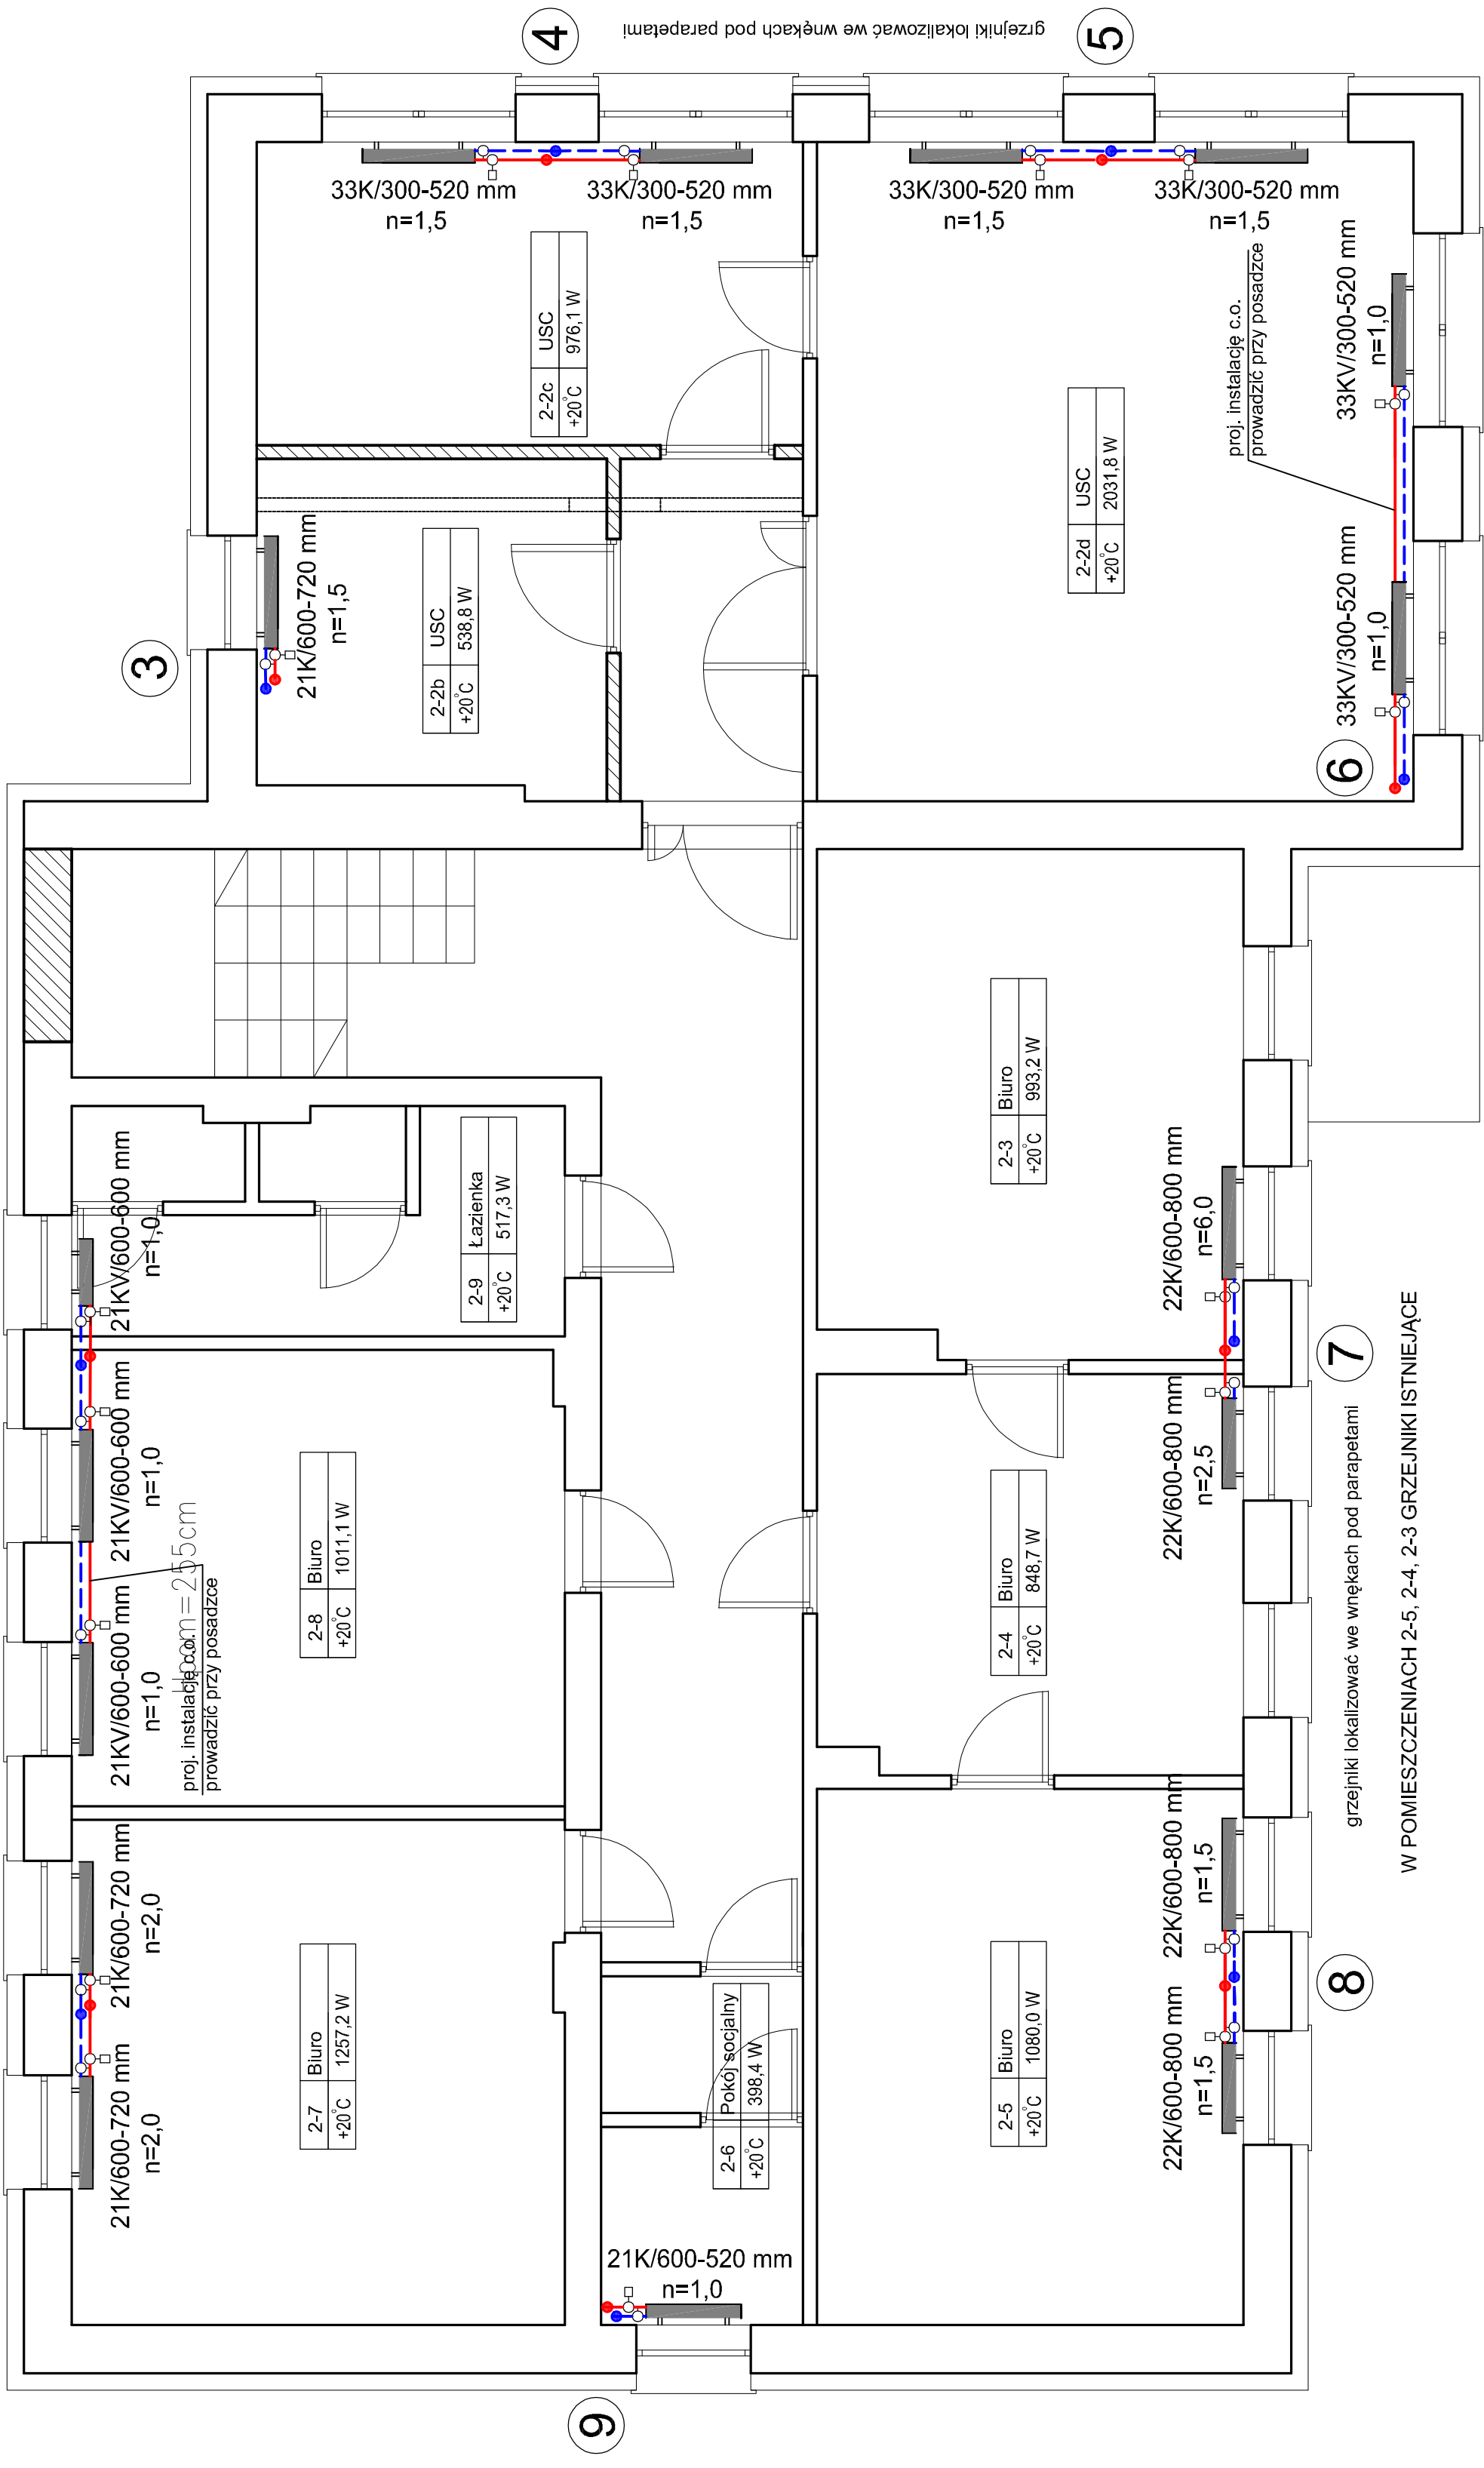 4
grzejniki lokalizować we wnękach pod parapetami
5
33K/300-520 mm
n=1,5
33K/300-520 mm
n=1,5
33K/300-520 mm
n=1,5
33K/300-520 mm
n=1,5
2-2c USC
+20°C 976,1 W
3
21K/600-720 mm
n=1,5
2-2b USC
+20°C 538,8 W
2-2d USC
+20°C 2031,8 W
proj. instalację c.o.
prowadzić przy posadzce
33KV/300-520 mm
n=1,0
33KV/300-520 mm
n=1,0
6
21KV/600-600 mm
n=1,0
21KV/600-600 mm
n=1,0
21KV/600-600 mm
n=1,0
Hpom=255cm
proj. instalację c.o.
prowadzić przy posadzce
2-9 Łazienka
+20°C 517,3 W
2-8 Biuro
+20°C 1011,1 W
2-3 Biuro
+20°C 993,2 W
22K/600-800 mm
n=6,0
7
22K/600-800 mm
n=2,5
2-4 Biuro
+20°C 848,7 W
21K/600-720 mm
n=2,0
21K/600-720 mm
n=2,0
2-7 Biuro
+20°C 1257,2 W
2-6 Pokój socjalny
+20°C 398,4 W
2-5 Biuro
+20°C 1080,0 W
22K/600-800 mm
n=1,5
22K/600-800 mm
n=1,5
8
grzejniki lokalizować we wnękach pod parapetami
W POMIESZCZENIACH 2-5, 2-4, 2-3 GRZEJNIKI ISTNIEJĄCE
21K/600-520 mm
n=1,0
9